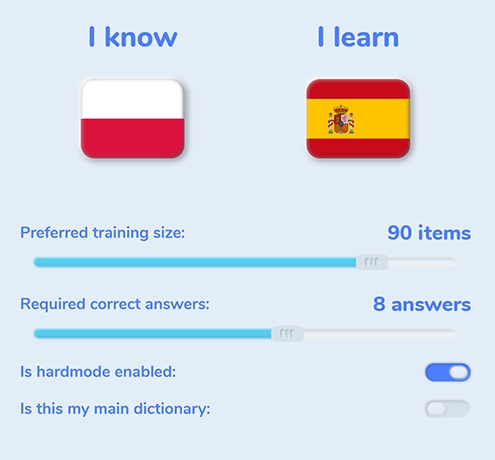 I know I learn
Preferred training size: 90 items
Required correct answers: 8 answers
Is hardmode enabled:
Is this my main dictionary: